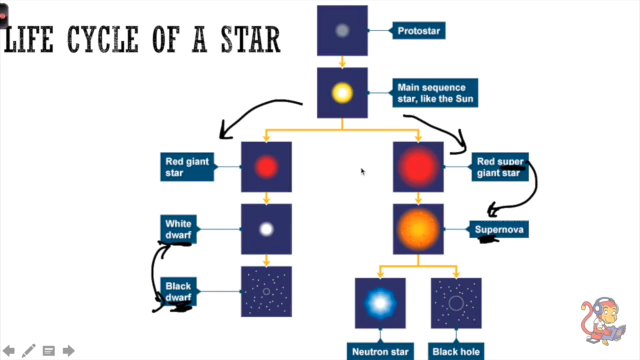 LIFE CYCLE OF A STAR
Protostar
Main sequence
star, like the Sun
Red giant
star
Red super
giant star
White
dwarf
Supernova
Black
dwarf
Neutron star
Black hole